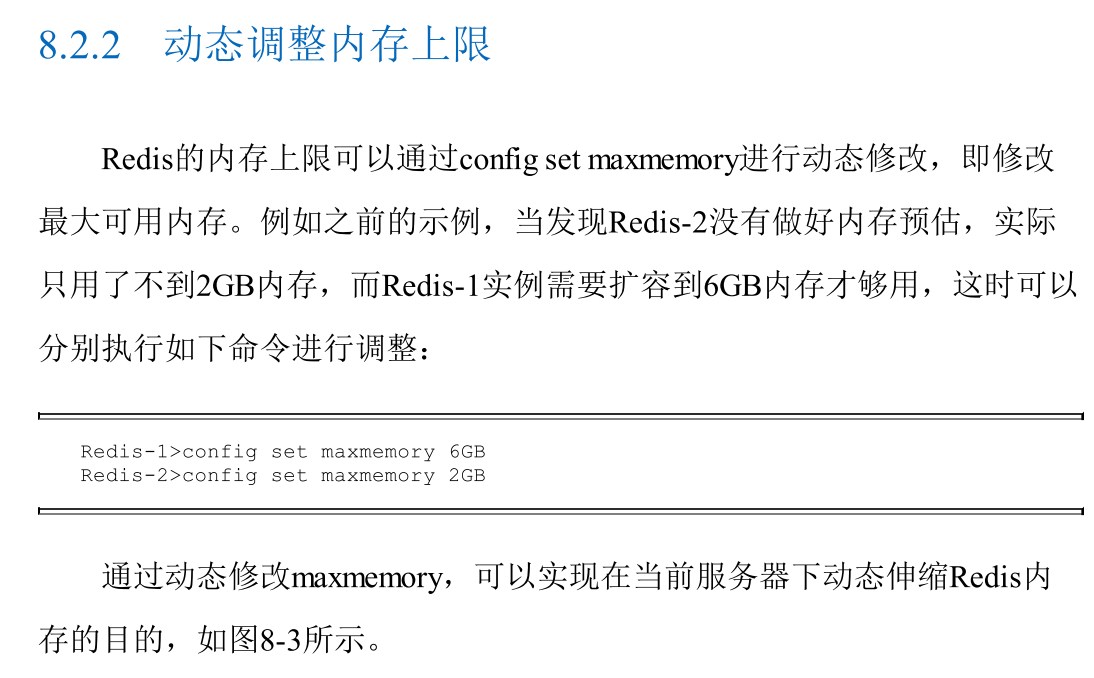 8.2.2 动态调整内存上限
Redis的内存上限可以通过config set maxmemory进行动态修改，即修改
最大可用内存。例如之前的示例，当发现Redis-2没有做好内存预估，实际
只用了不到2GB内存，而Redis-1实例需要扩容到6GB内存才够用，这时可以
分别执行如下命令进行调整：
Redis-1>config set maxmemory 6GB
Redis-2>config set maxmemory 2GB
通过动态修改maxmemory，可以实现在当前服务器下动态伸缩Redis内
存的目的，如图8-3所示。